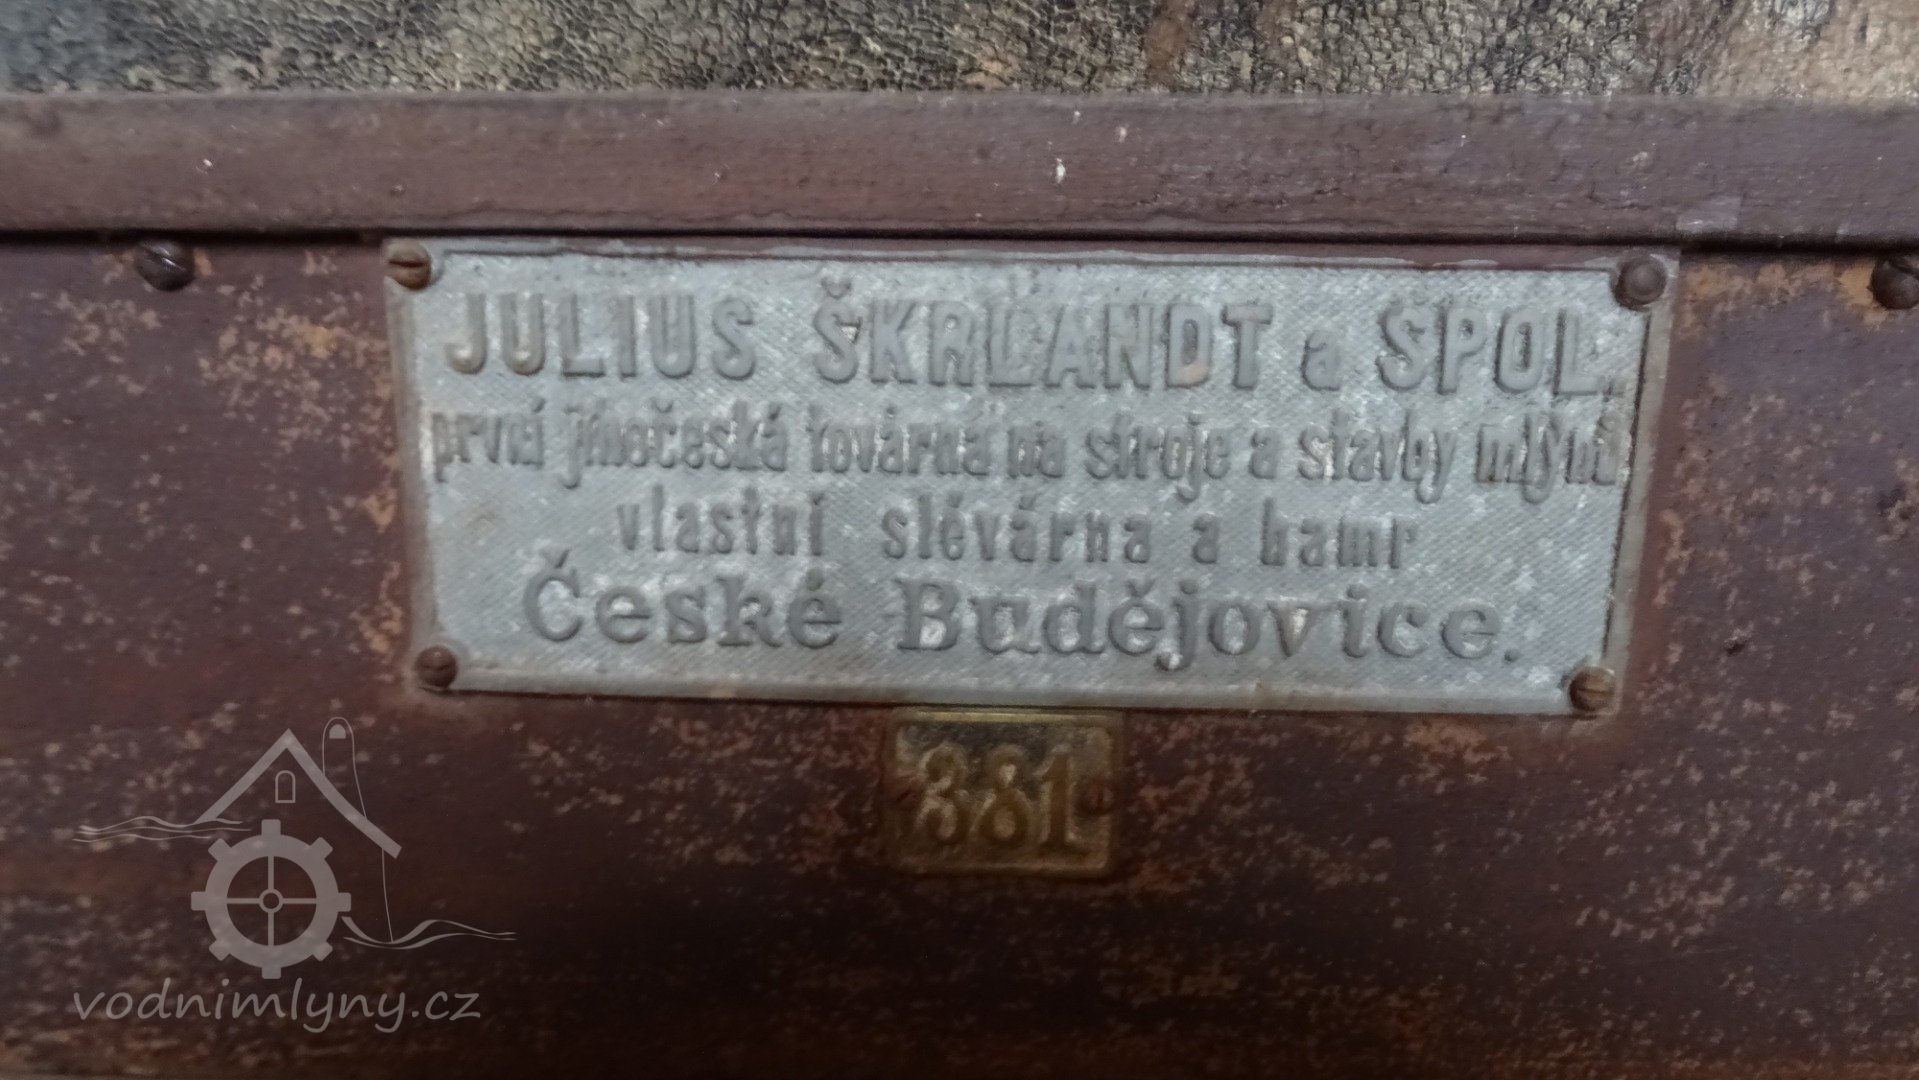 JULIUS ŠKRLANDT a SPOL.
první jihočeská továrna na stroje a stavby mlýnů
vlastní slévárna a hamr
České Budějovice.
381
vodnimlyny.cz